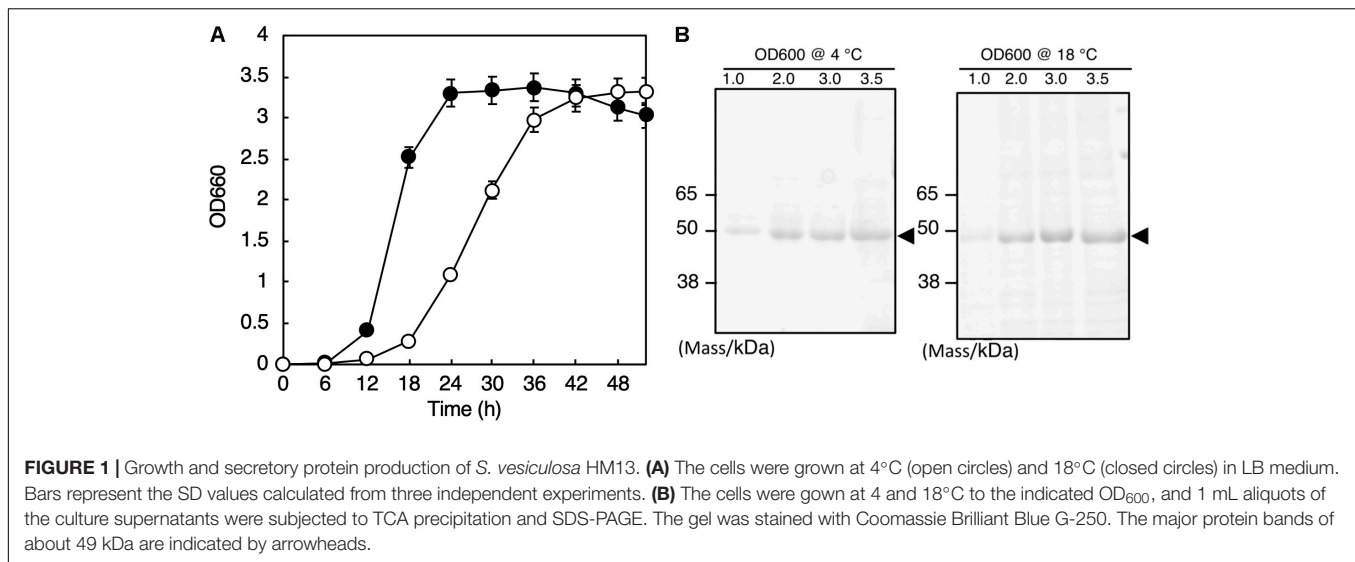 A
OD660
4
3.5
3
2.5
2
1.5
1
0.5
0
0 6 12 18 24 30 36 42 48
Time (h)
B
OD600 @ 4 °C
1.0 2.0 3.0 3.5
65
50
38
(Mass/kDa)
OD600 @ 18 °C
1.0 2.0 3.0 3.5
65
50
38
(Mass/kDa)
FIGURE 1 | Growth and secretory protein production of S. vesiculosa HM13. (A) The cells were grown at 4°C (open circles) and 18°C (closed circles) in LB medium.
Bars represent the SD values calculated from three independent experiments. (B) The cells were gown at 4 and 18°C to the indicated OD600, and 1 mL aliquots of
the culture supernatants were subjected to TCA precipitation and SDS-PAGE. The gel was stained with Coomassie Brilliant Blue G-250. The major protein bands of
about 49 kDa are indicated by arrowheads.